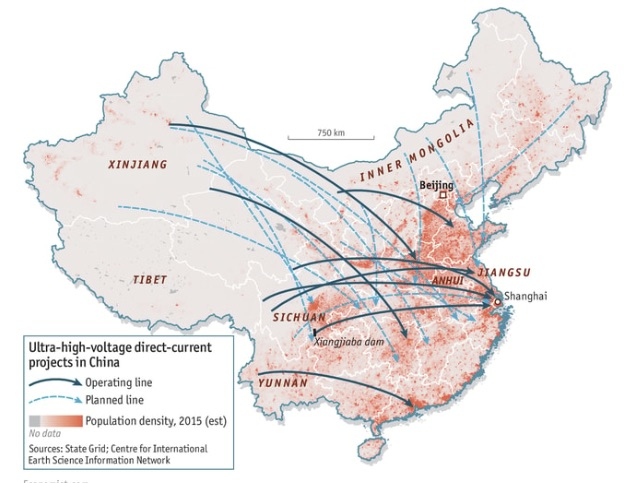 750 km
INNER MONGOLIA
XINJIANG
Beijing
TIBET
JIANGSU
ANHUI
Shanghai
SICHUAN
Xiangjiaba dam
YUNNAN
Ultra-high-voltage direct-current
projects in China
Operating line
Planned line
Population density, 2015 (est)
No data
Sources: State Grid; Centre for International
Earth Science Information Network
Economist.com